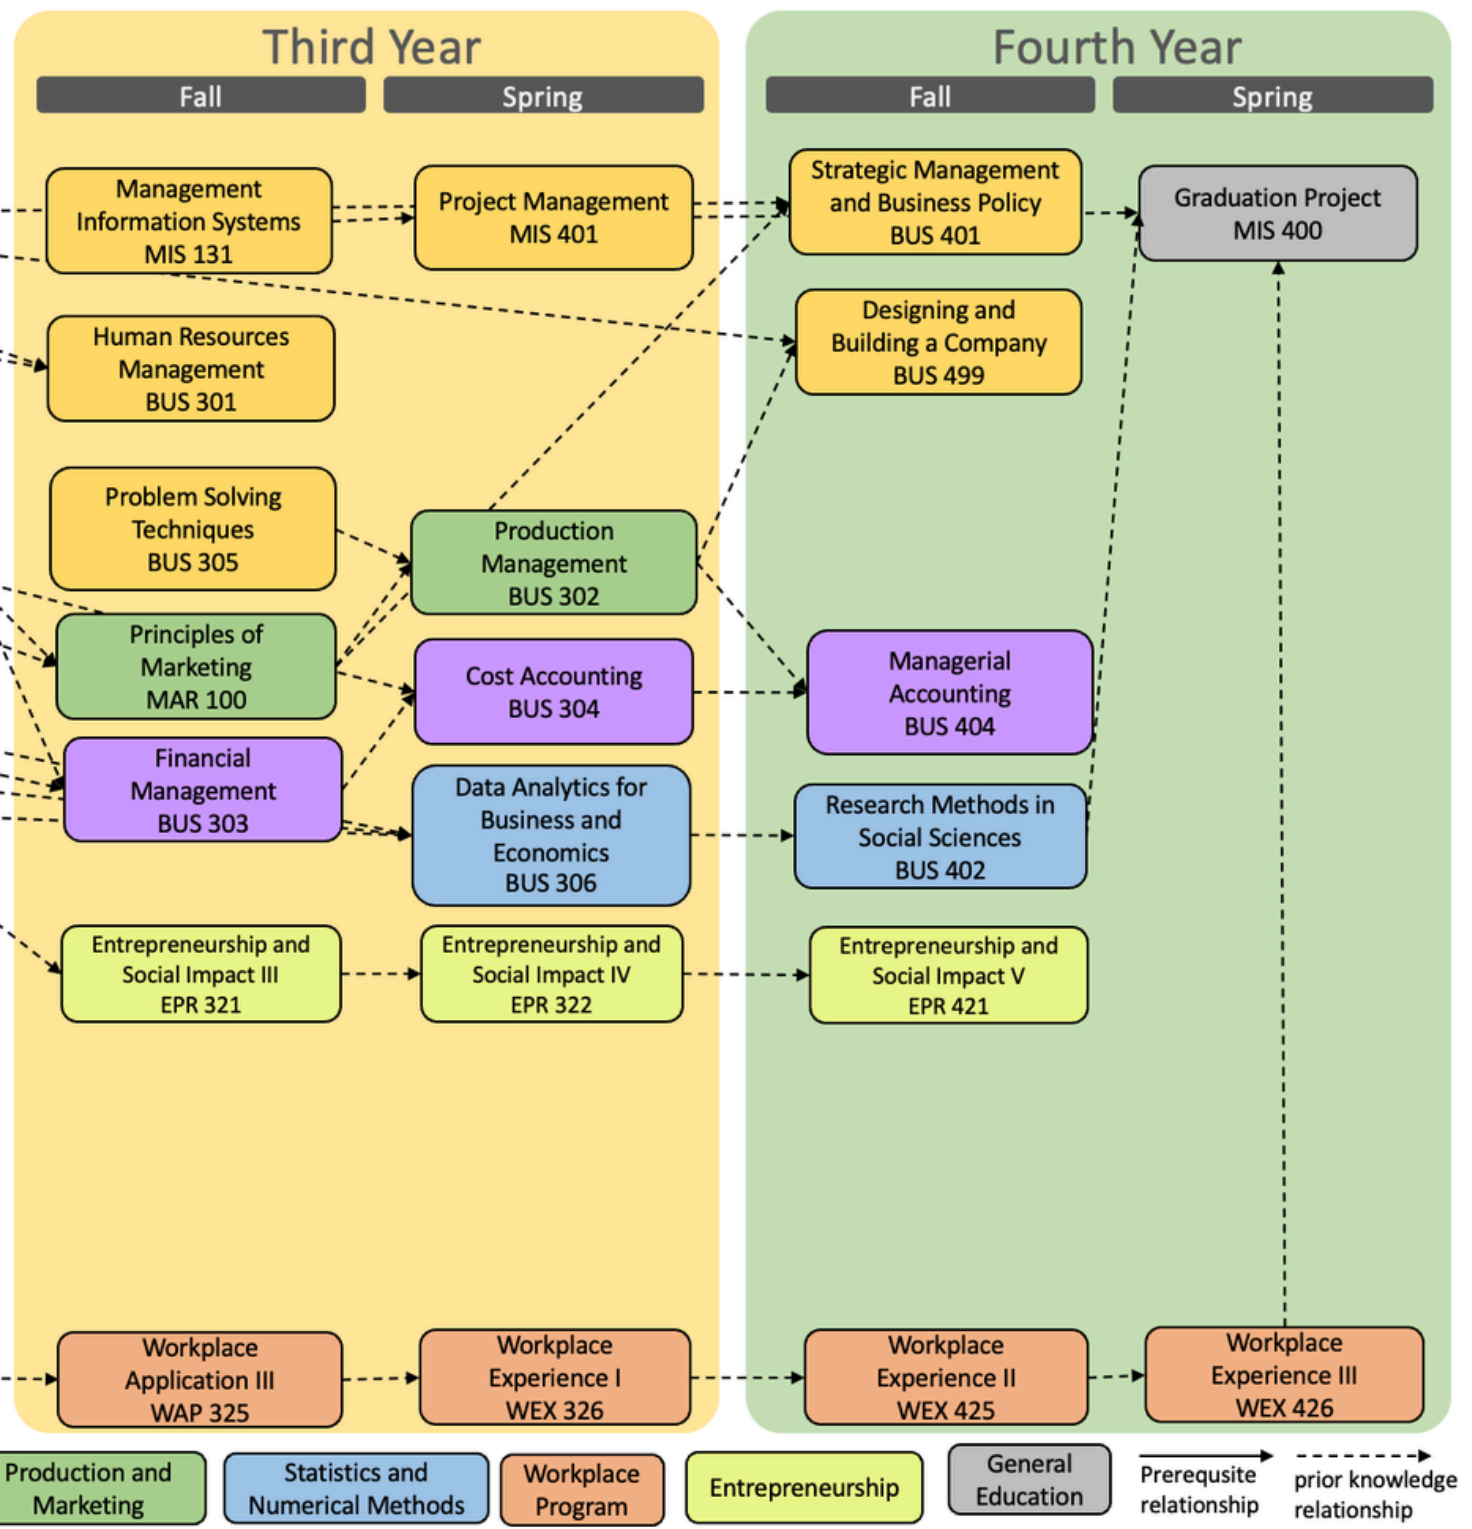 Third Year
Fourth Year
Fall
Spring
Fall
Spring
Management
Information Systems
MIS 131
Project Management
MIS 401
Strategic Management
and Business Policy
BUS 401
Graduation Project
MIS 400
Human Resources
Management
BUS 301
Designing and
Building a Company
BUS 499
Problem Solving
Techniques
BUS 305
Production
Management
BUS 302
Principles of
Marketing
MAR 100
Cost Accounting
BUS 304
Managerial
Accounting
BUS 404
Financial
Management
BUS 303
Data Analytics for
Business and
Economics
BUS 306
Research Methods in
Social Sciences
BUS 402
Entrepreneurship and
Social Impact III
EPR 321
Entrepreneurship and
Social Impact IV
EPR 322
Entrepreneurship and
Social Impact V
EPR 421
Workplace
Application III
WAP 325
Workplace
Experience I
WEX 326
Workplace
Experience II
WEX 425
Workplace
Experience III
WEX 426
Production and
Marketing
Statistics and
Numerical Methods
Workplace
Program
Entrepreneurship
General
Education
Prerequsite
relationship
prior knowledge
relationship